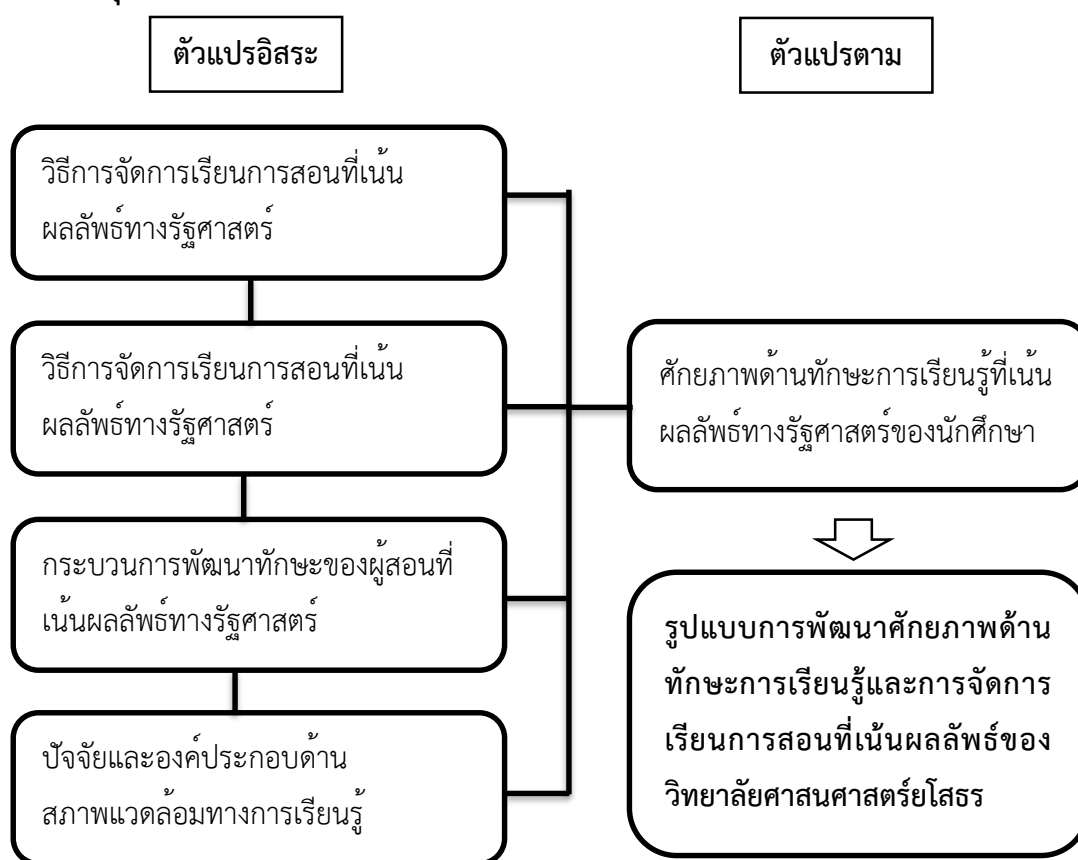 ตัวแปรอิสระ
ตัวแปรตาม
วิธีการจัดการเรียนการสอนที่เน้น
ผลลัพธ์ทางรัฐศาสตร์
วิธีการจัดการเรียนการสอนที่เน้น
ผลลัพธ์ทางรัฐศาสตร์
กระบวนการพัฒนาทักษะของผู้สอนที่
เน้นผลลัพธ์ทางรัฐศาสตร์
ปัจจัยและองค์ประกอบด้าน
สภาพแวดล้อมทางการเรียนรู้
ศักยภาพด้านทักษะการเรียนรู้ที่เน้น
ผลลัพธ์ทางรัฐศาสตร์ของนักศึกษา
รูปแบบการพัฒนาศักยภาพด้าน
ทักษะการเรียนรู้และการจัดการ
เรียนการสอนที่เน้นผลลัพธ์ของ
วิทยาลัยศาสนศาสตร์ยโสธร